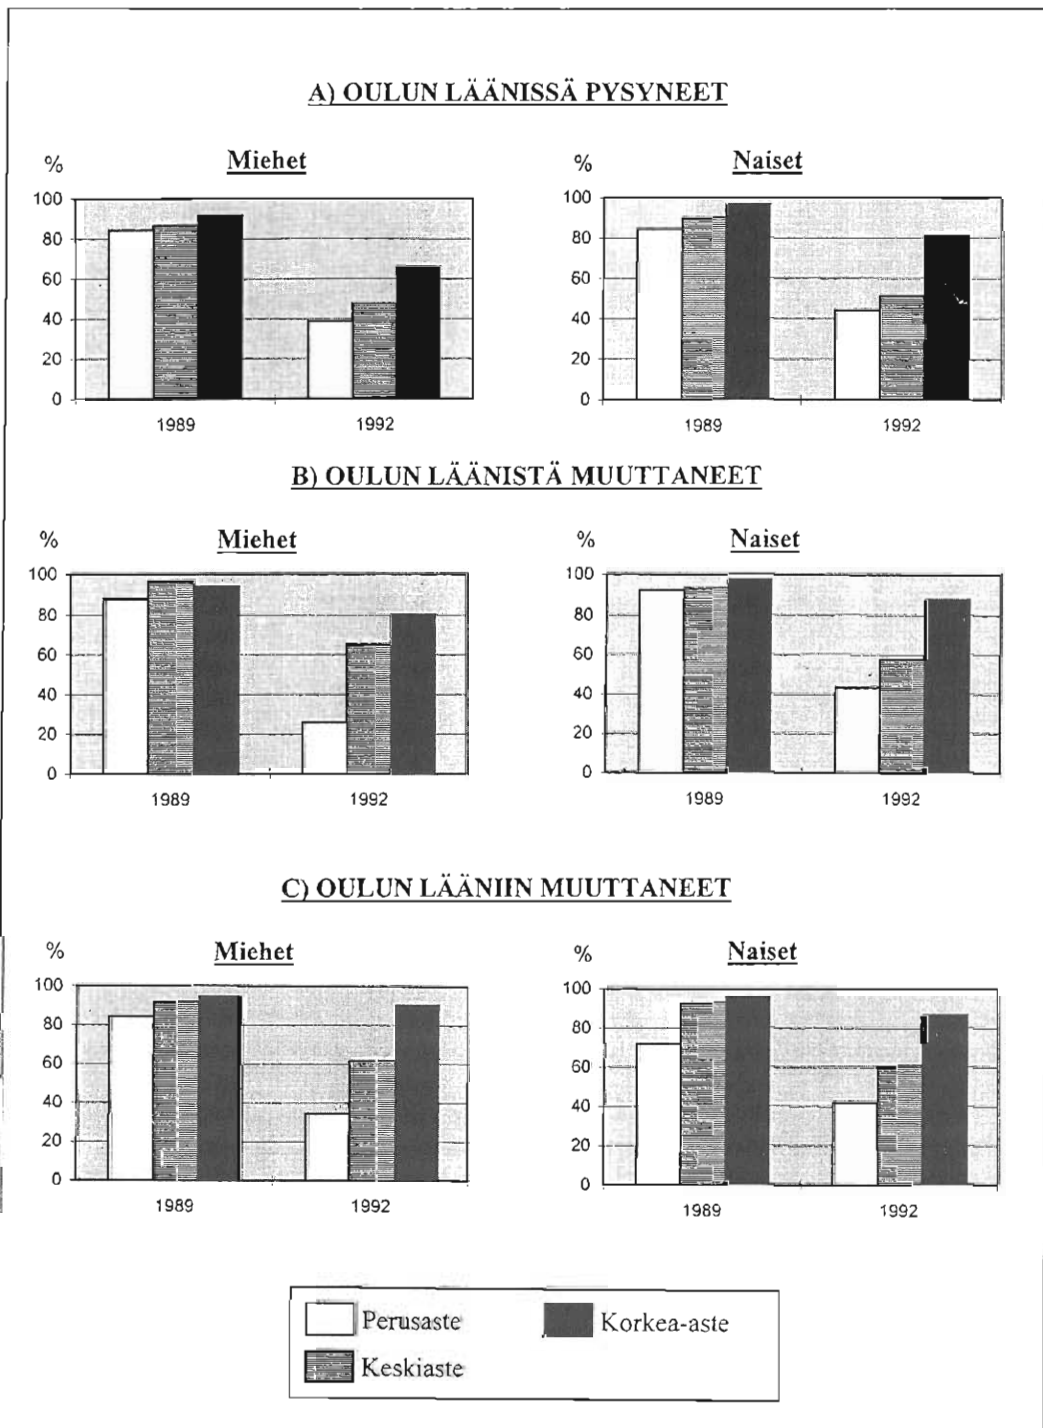 A) OULUN LÄÄNISSÄ PYSYNEET
% Miehet % Naiset
100 100
80 80
60 60
40 40
20 20
0 0
1989 1992 1989 1992
B) OULUN LÄÄNISTÄ MUUTTANEET
% Miehet % Naiset
100 100
80 80
60 60
40 40
20 20
0 0
1989 1992 1989 1992
C) OULUN LÄÄNIIN MUUTTANEET
% Miehet % Naiset
100 100
80 80
60 60
40 40
20 20
0 0
1989 1992 1989 1992
Perusaste Korkea-aste
Keskiaste